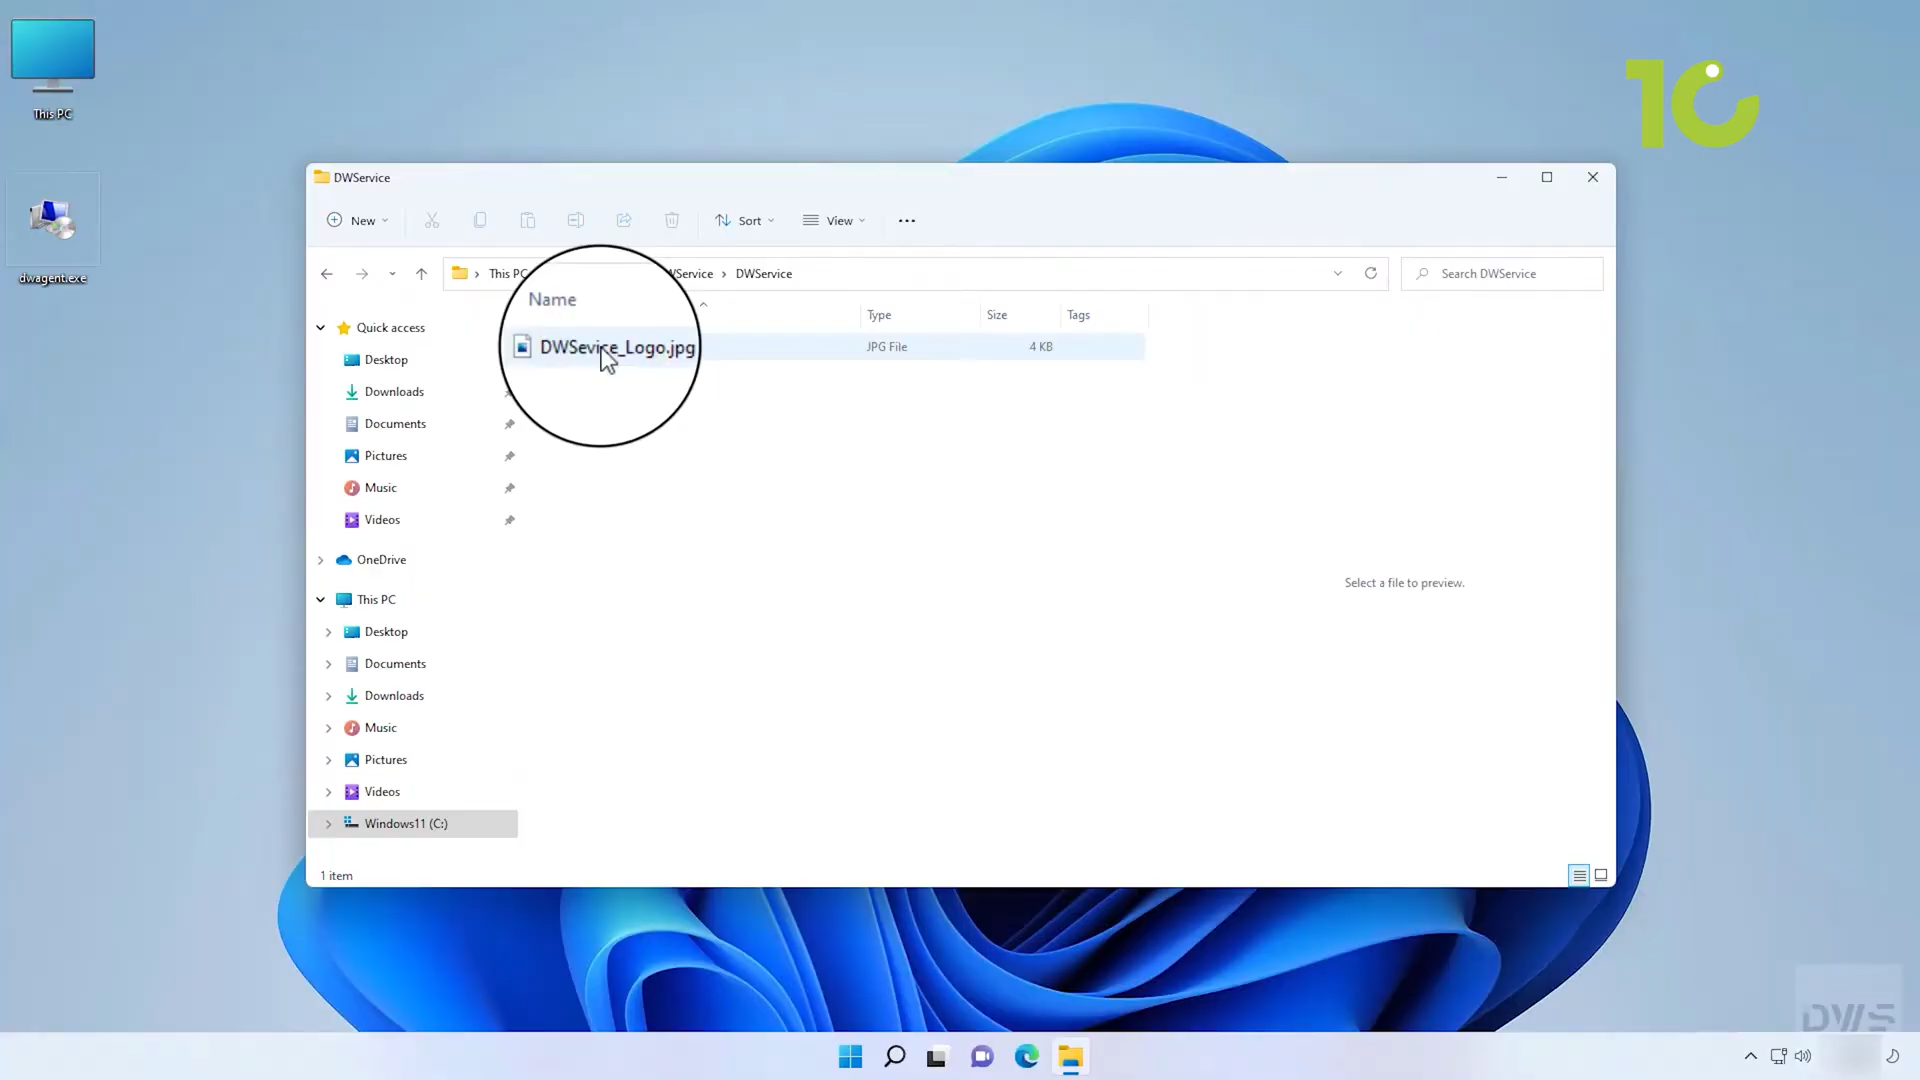 This PC
dwagent.exe
10
DWService
New
Sort
View
This PC
WService
DWService
Search DWService
Name
Type
Size
Tags
DWSevice_Logo.jpg
JPG File
4 KB
Quick access
Desktop
Downloads
Documents
Pictures
Music
Videos
OneDrive
This PC
Desktop
Documents
Downloads
Music
Pictures
Videos
Windows11 (C:)
Select a file to preview.
1 item
DWS